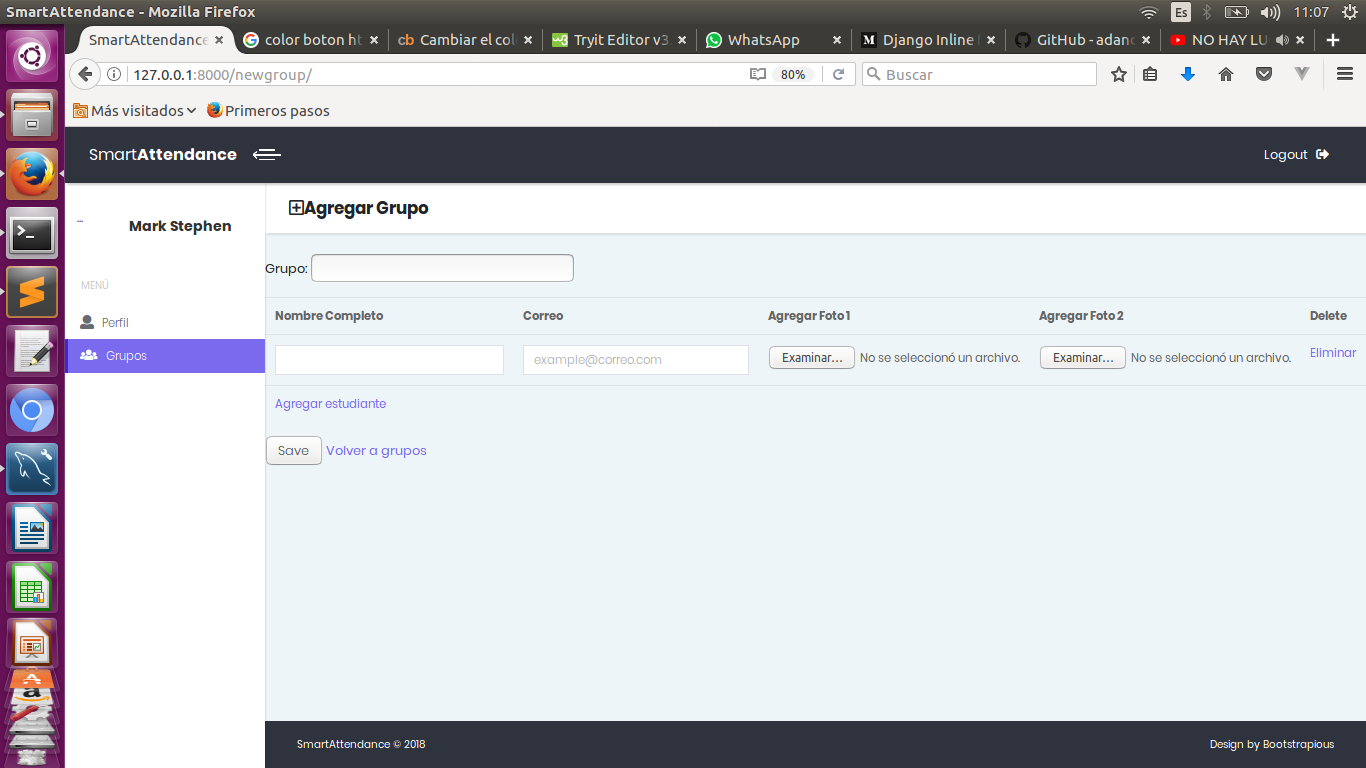 SmartAttendance - Mozilla Firefox
Es
11:07
SmartAttendance
color boton ht
cb Cambiar el col
Tryit Editor v3.
WhatsApp
M Django Inline
GitHub - adanc
NO HAY LU
127.0.0.1:8000/newgroup/
80%
Buscar
Más visitados
Primeros pasos
SmartAttendance
Logout
Mark Stephen
Agregar Grupo
MENÚ
Perfil
Grupos
Grupo:
Nombre Completo Correo Agregar Foto 1 Agregar Foto 2 Delete
example@correo.com Examinar... No se seleccionó un archivo. Examinar... No se seleccionó un archivo. Eliminar
Agregar estudiante
Save Volver a grupos
SmartAttendance © 2018
Design by Bootstrapious